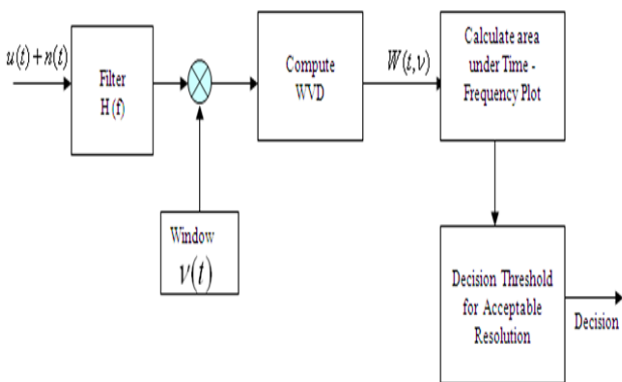 u(t)+n(t)
Filter
H(f)
Compute
WVD
W(t,ν)
Calculate area
under Time -
Frequency Plot
Window
ν(t)
Decision Threshold
for Acceptable
Resolution
Decision